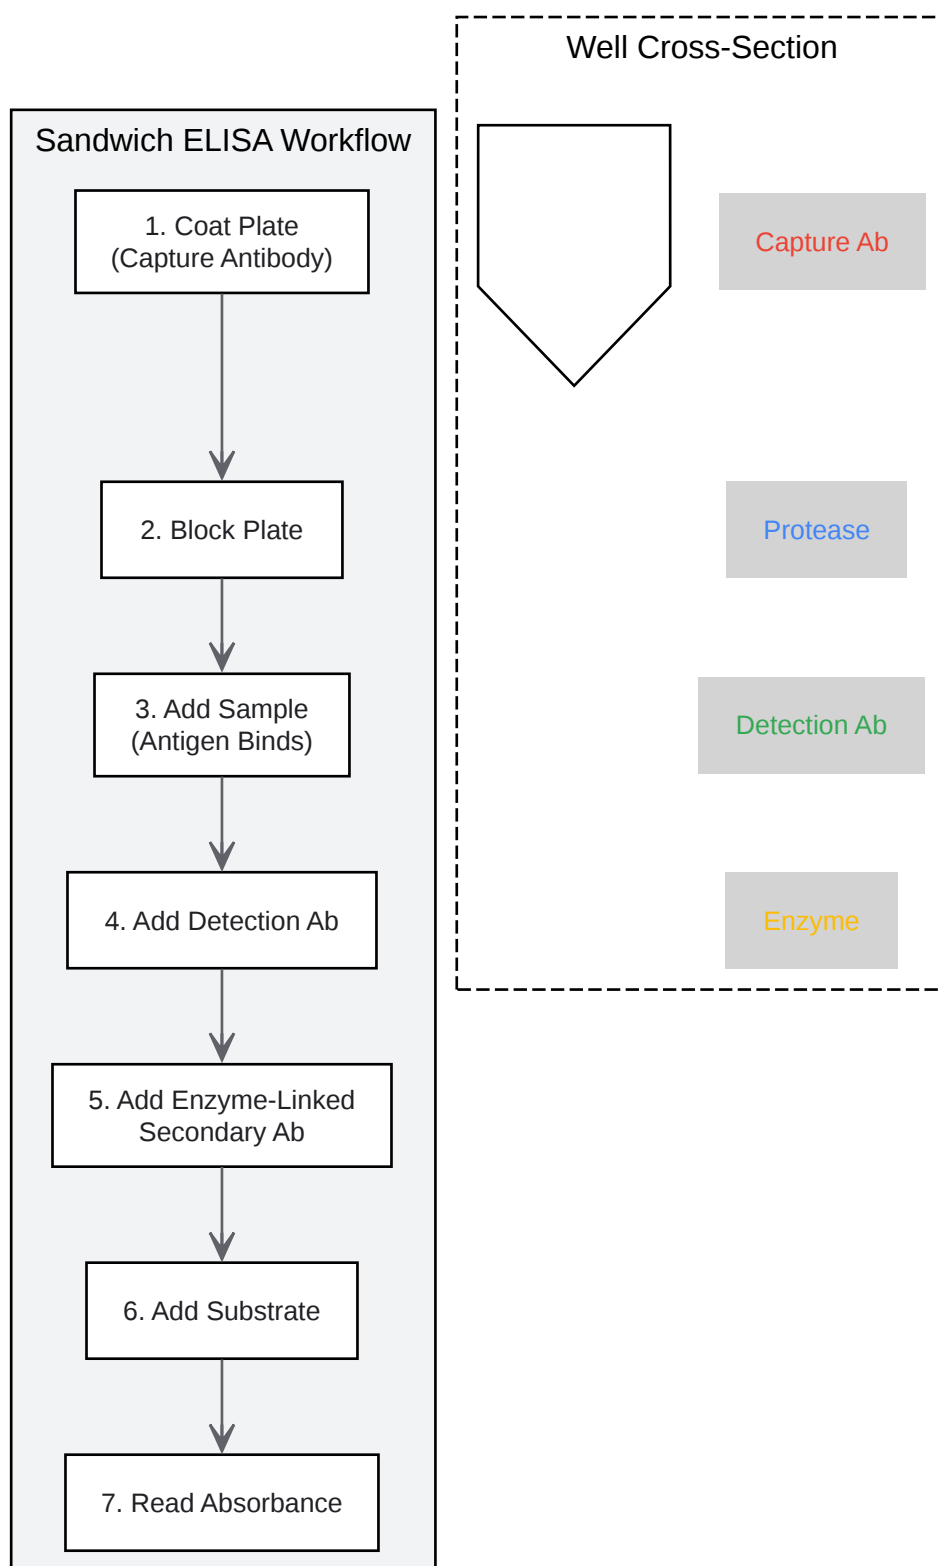 Well Cross-Section
Sandwich ELISA Workflow
1. Coat Plate
(Capture Antibody)
Capture Ab
2. Block Plate
Protease
3. Add Sample
(Antigen Binds)
Detection Ab
4. Add Detection Ab
Enzyme
5. Add Enzyme-Linked
Secondary Ab
6. Add Substrate
7. Read Absorbance